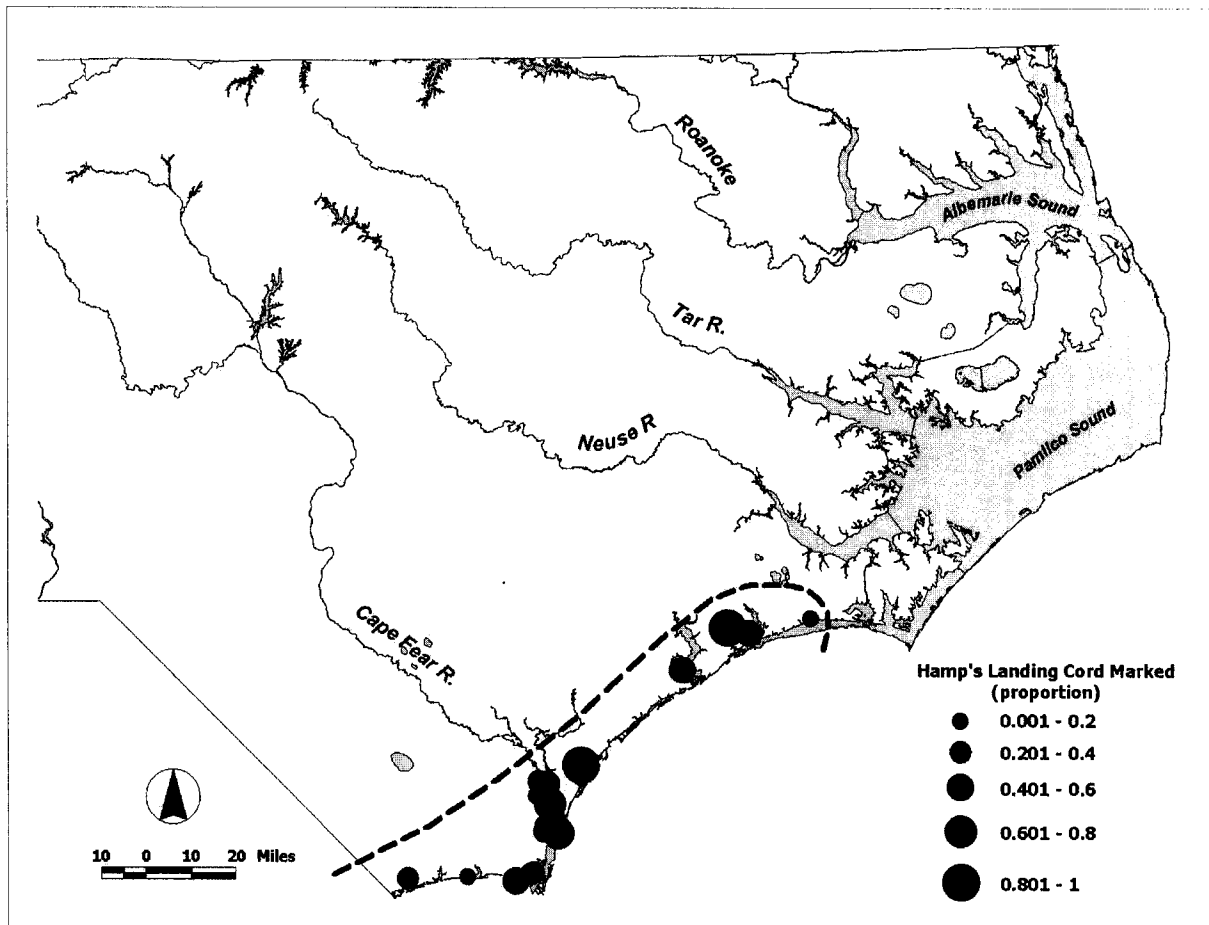 Roanoke
Albemarle Sound
Tar R.
Neuse R
Pamlico Sound
Cape Eear R.
Hamp's Landing Cord Marked
(proportion)
0.001 - 0.2
0.201 - 0.4
0.401 - 0.6
0.601 - 0.8
0.801 - 1
10 0 10 20 Miles